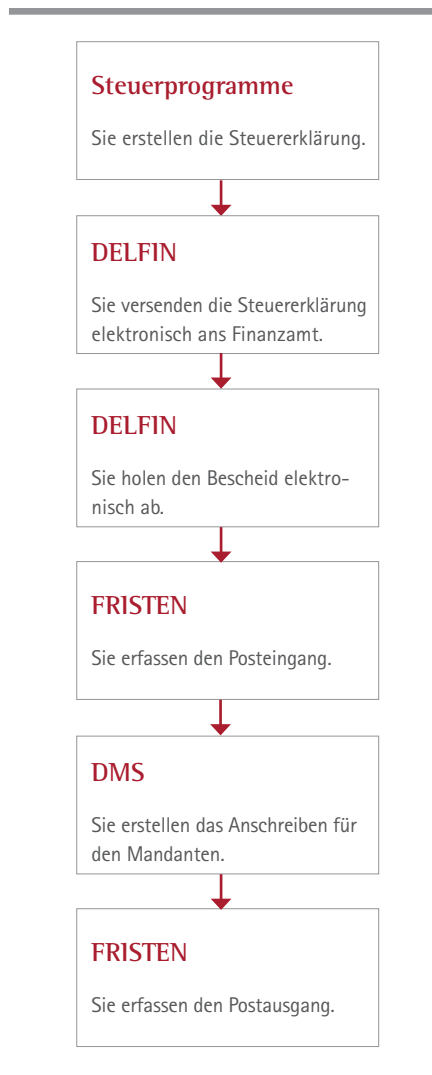 Steuerprogramme
Sie erstellen die Steuererklärung.
DELFIN
Sie versenden die Steuererklärung
elektronisch ans Finanzamt.
DELFIN
Sie holen den Bescheid elektro-
nisch ab.
FRISTEN
Sie erfassen den Posteingang.
DMS
Sie erstellen das Anschreiben für
den Mandanten.
FRISTEN
Sie erfassen den Postausgang.